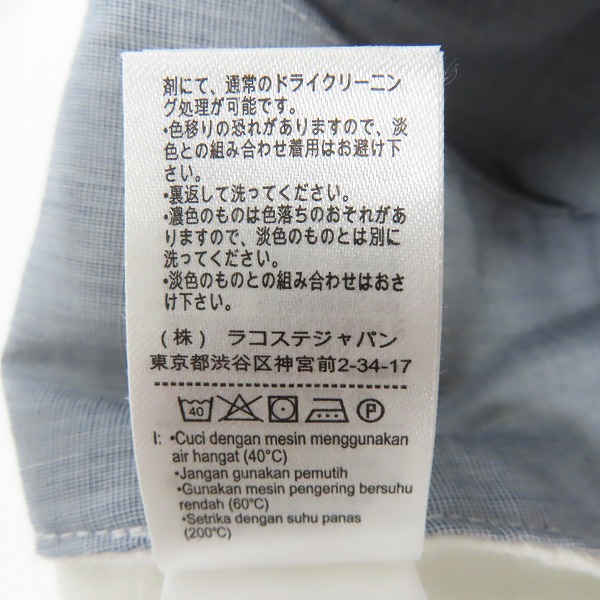 剤にて、通常のドライクリーニン
グ処理が可能です。
•色移りの恐れがありますので、淡
色との組み合わせ着用はお避け下
さい。
•裏返して洗ってください。
•濃色のものは色落ちのおそれがあ
りますので、淡色のものとは別に
洗ってください。
•淡色のものとの組み合わせはおさ
け下さい。
(株) ラコステジャパン
東京都渋谷区神宮前2-34-17
40 P
I: •Cuci dengan mesin menggunakan
air hangat (40°C)
•Jangan gunakan pemutih
•Gunakan mesin pengering bersuhu
rendah (60°C)
•Setrika dengan suhu panas
(200°C)